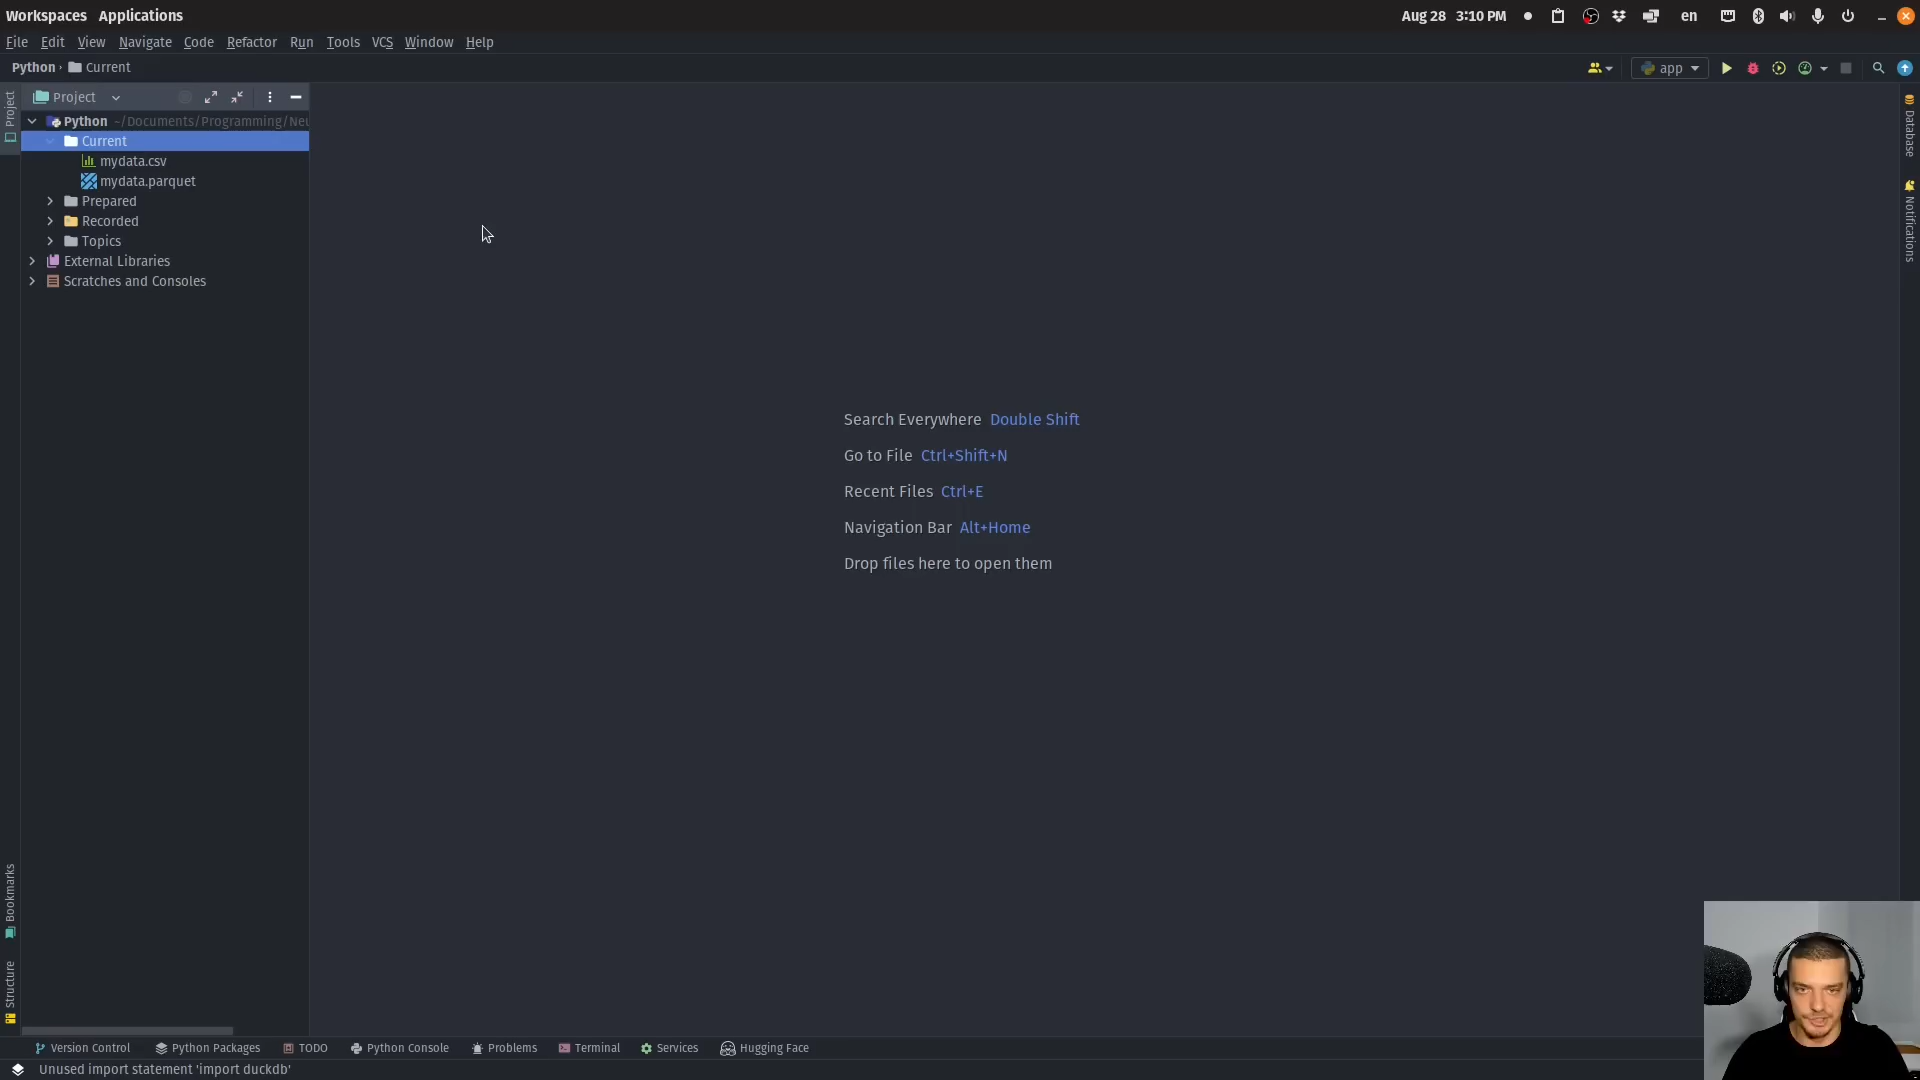 Workspaces Applications
Aug 28 3:10 PM
en
File Edit View Navigate Code Refactor Run Tools VCS Window Help
Python › Current
app
Project
Project
Python ~/Documents/Programming/Neu
Current
mydata.csv
mydata.parquet
Prepared
Recorded
Topics
External Libraries
Scratches and Consoles
Search Everywhere Double Shift
Go to File Ctrl+Shift+N
Recent Files Ctrl+E
Navigation Bar Alt+Home
Drop files here to open them
Database
Notifications
Bookmarks
Structure
Version Control Python Packages TODO Python Console Problems Terminal Services Hugging Face
Unused import statement 'import duckdb'